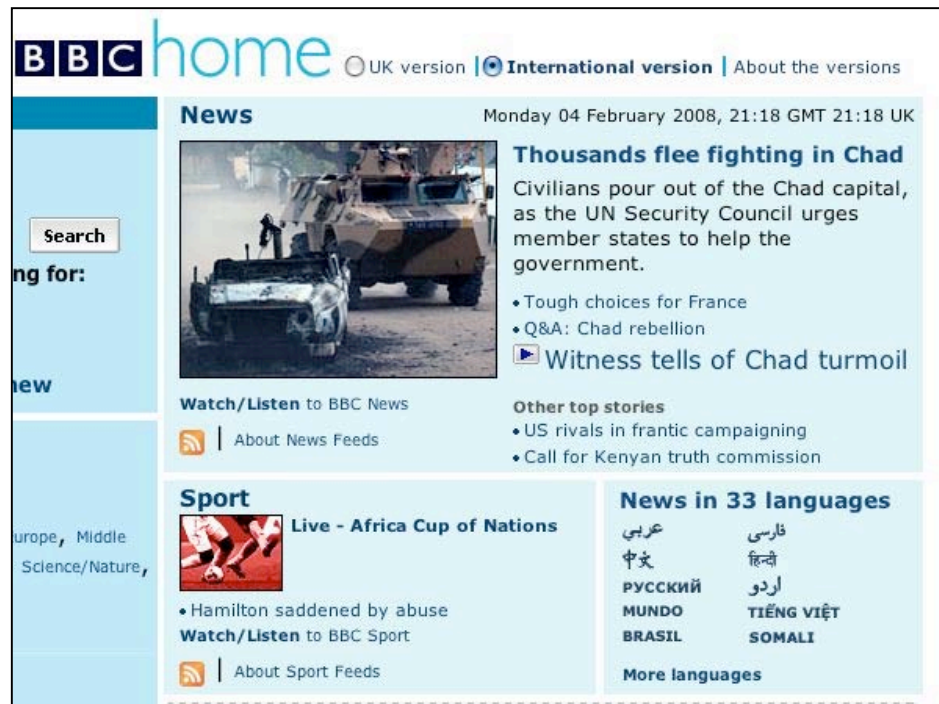 BBC home UK version | International version | About the versions
Search
ng for:
new
urope, Middle
Science/Nature,
News Monday 04 February 2008, 21:18 GMT 21:18 UK
Thousands flee fighting in Chad
Civilians pour out of the Chad capital,
as the UN Security Council urges
member states to help the
government.
• Tough choices for France
• Q&A: Chad rebellion
Witness tells of Chad turmoil
Watch/Listen to BBC News
| About News Feeds
Other top stories
• US rivals in frantic campaigning
• Call for Kenyan truth commission
Sport
Live - Africa Cup of Nations
• Hamilton saddened by abuse
Watch/Listen to BBC Sport
| About Sport Feeds
News in 33 languages
عربي فارسی
中文 हिन्दी
РУССКИЙ اردو
MUNDO TIẾNG VIỆT
BRASIL SOMALI
More languages